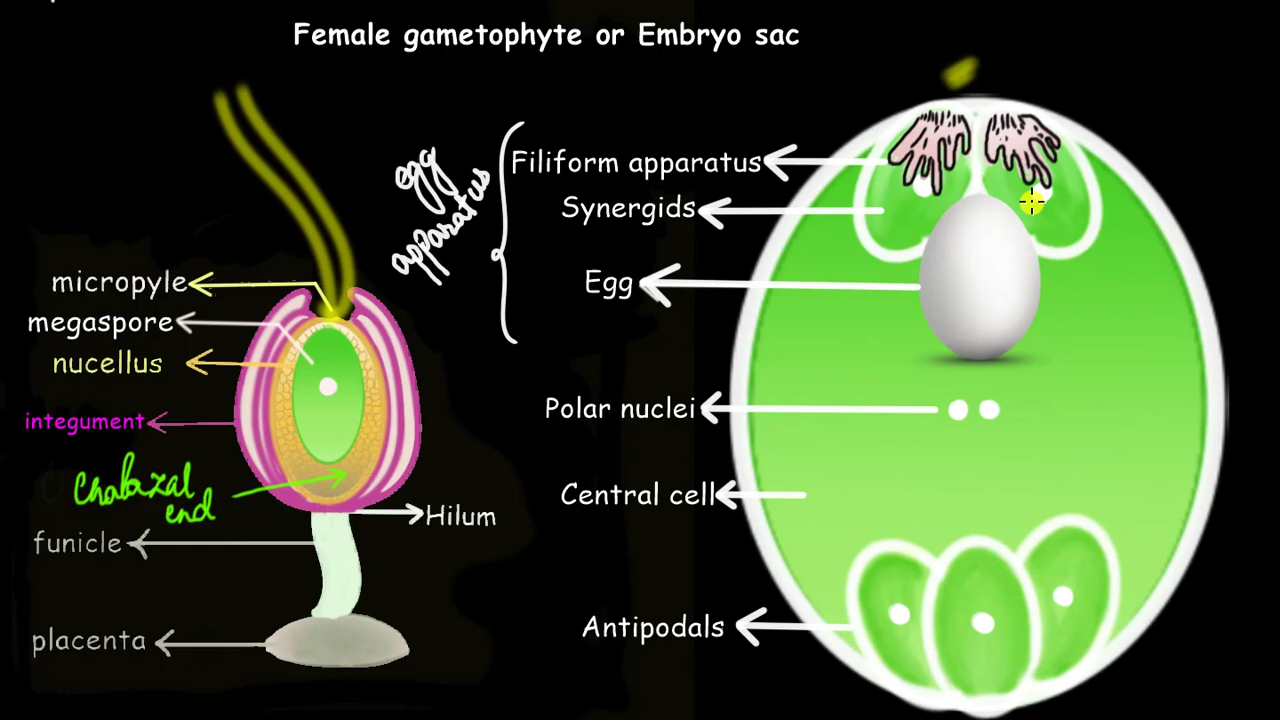 Female gametophyte or Embryo sac
egg
apparatus
Filiform apparatus
Synergids
Egg
Polar nuclei
Central cell
Antipodals
micropyle
megaspore
nucellus
integument
Chalazal
end
Hilum
funicle
placenta